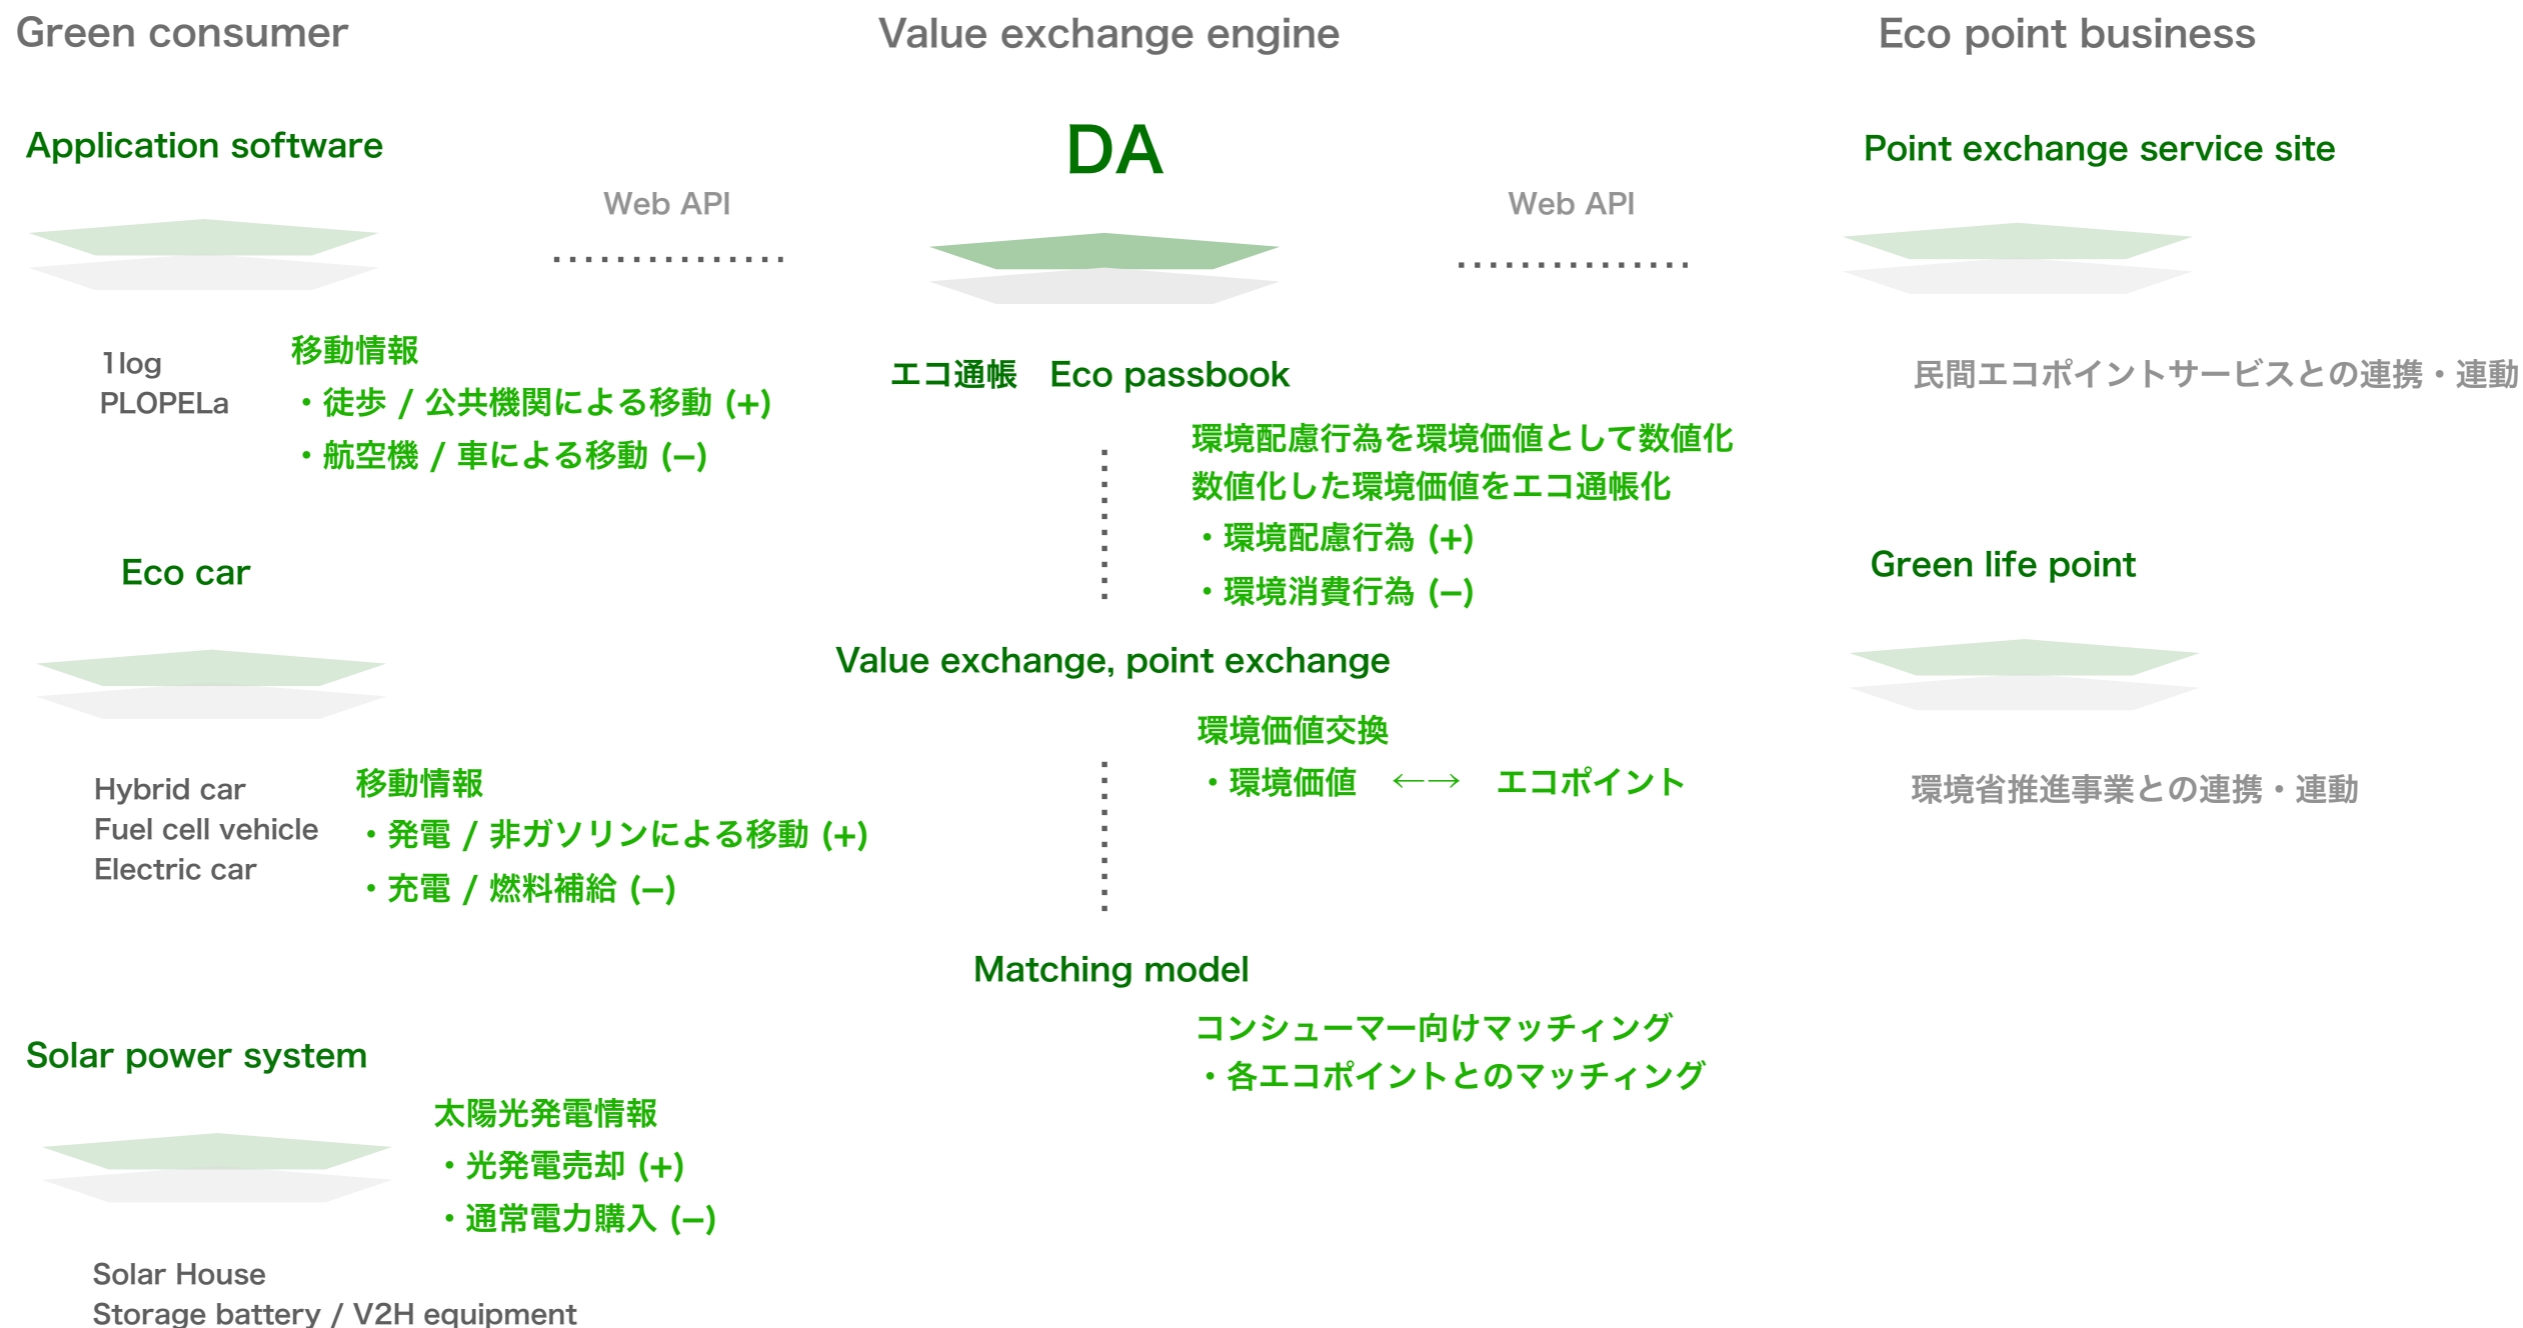 Green consumer
Value exchange engine
Eco point business
Application software
DA
Point exchange service site
Web API
Web API
1log
PLOPELa
移動情報
・徒歩 / 公共機関による移動 (+)
・航空機 / 車による移動 (−)
エコ通帳　Eco passbook
環境配慮行為を環境価値として数値化
数値化した環境価値をエコ通帳化
・環境配慮行為 (+)
・環境消費行為 (−)
民間エコポイントサービスとの連携・連動
Eco car
Green life point
Value exchange, point exchange
環境価値交換
・環境価値　←→　エコポイント
Hybrid car
Fuel cell vehicle
Electric car
移動情報
・発電 / 非ガソリンによる移動 (+)
・充電 / 燃料補給 (−)
環境省推進事業との連携・連動
Matching model
コンシューマー向けマッチィング
・各エコポイントとのマッチィング
Solar power system
太陽光発電情報
・光発電売却 (+)
・通常電力購入 (−)
Solar House
Storage battery / V2H equipment